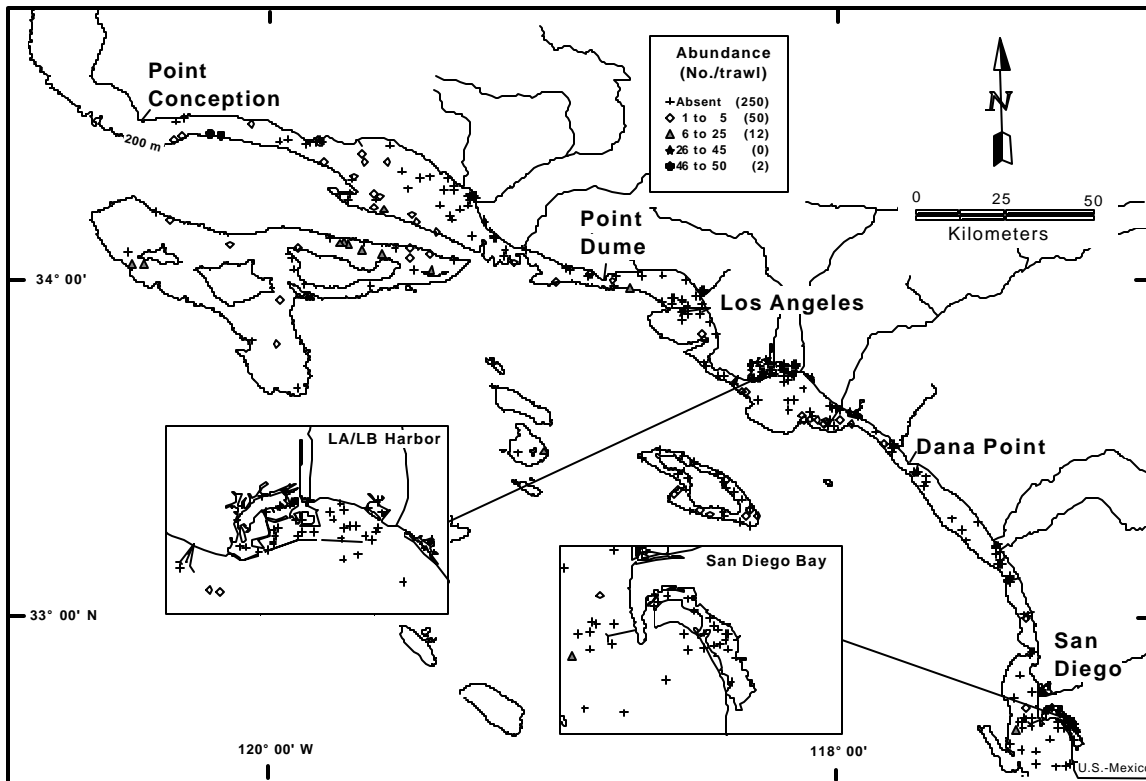 Abundance
(No./trawl)
Absent (250)
1 to 5 (50)
6 to 25 (12)
26 to 45 (0)
46 to 50 (2)
N
0 25 50
Kilometers
Point
Conception
200 m
Point
Dume
34° 00'
Los Angeles
LA/LB Harbor
Dana Point
San Diego Bay
33° 00' N
San
Diego
120° 00' W
118° 00'
U.S.-Mexico